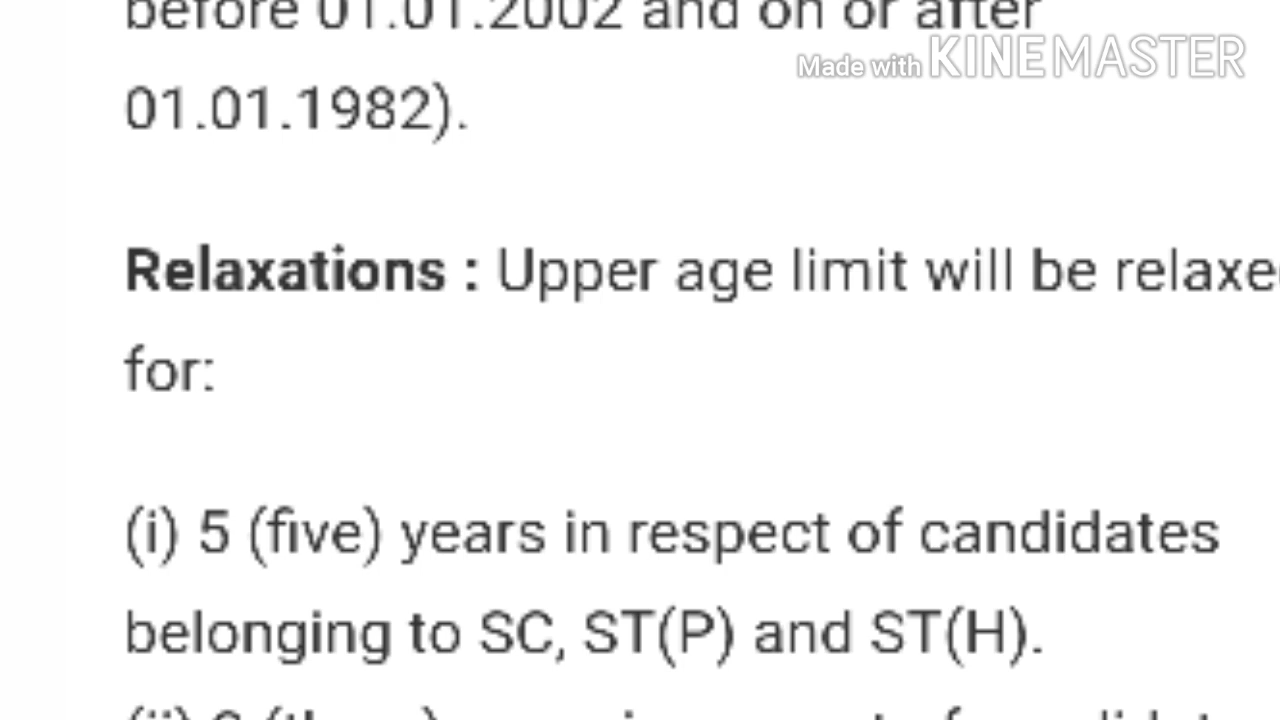 before 01.01.2002 and on or after
Made with KINEMASTER
01.01.1982).
Relaxations : Upper age limit will be relaxed
for:
(i) 5 (five) years in respect of candidates
belonging to SC, ST(P) and ST(H).